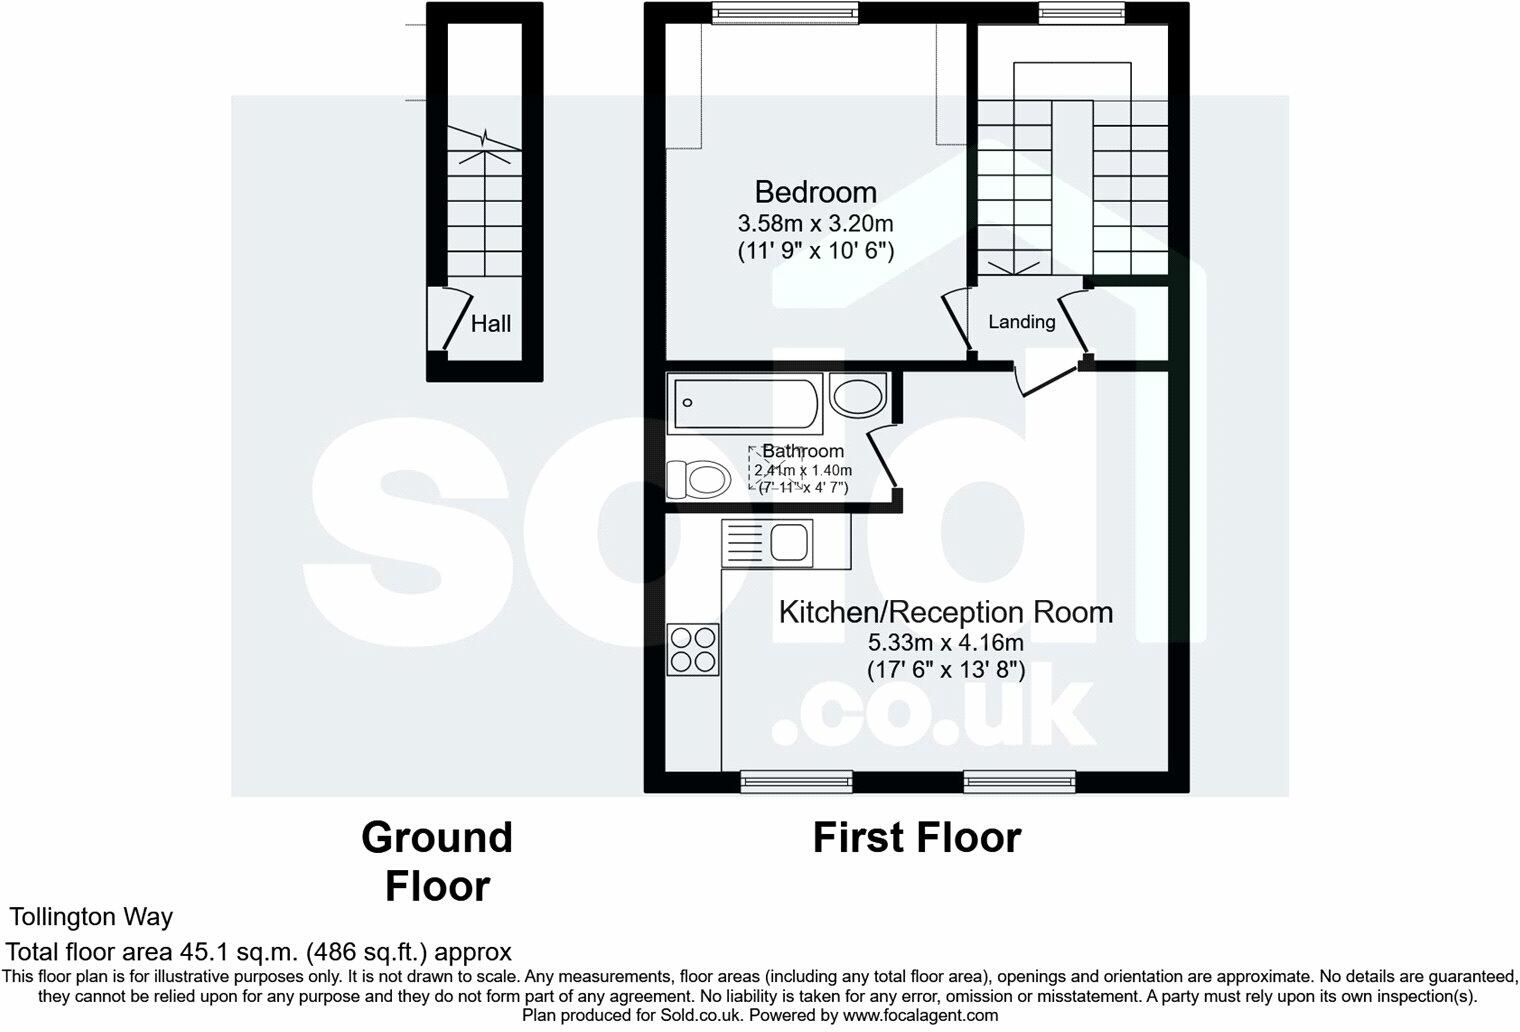 Bedroom
3.58m x 3.20m
(11' 9" x 10' 6")
Hall
Landing
Bathroom
2.41m x 1.40m
(7' 11" x 4' 7")
Kitchen/Reception Room
5.33m x 4.16m
(17' 6" x 13' 8")
sold
.co.uk
Ground
Floor
First Floor
Tollington Way
Total floor area 45.1 sq.m. (486 sq.ft.) approx
This floor plan is for illustrative purposes only. It is not drawn to scale. Any measurements, floor areas (including any total floor area), openings and orientation are approximate. No details are guaranteed,
they cannot be relied upon for any purpose and they do not form part of any agreement. No liability is taken for any error, omission or misstatement. A party must rely upon its own inspection(s).
Plan produced for Sold.co.uk. Powered by www.focalagent.com